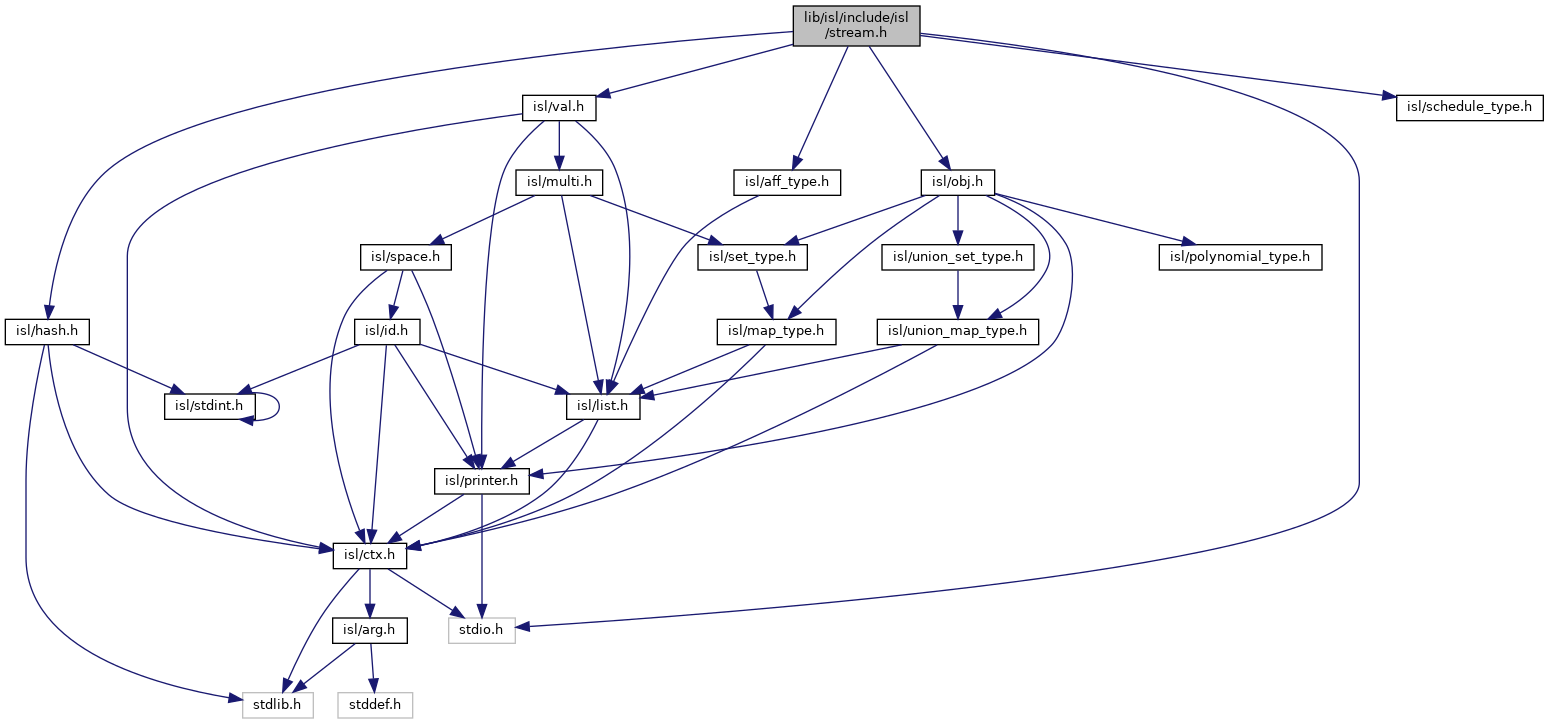 lib/isl/include/isl
/stream.h
isl/val.h
isl/schedule_type.h
isl/multi.h
isl/aff_type.h
isl/obj.h
isl/space.h
isl/set_type.h
isl/union_set_type.h
isl/polynomial_type.h
isl/hash.h
isl/id.h
isl/map_type.h
isl/union_map_type.h
isl/stdint.h
isl/list.h
isl/printer.h
isl/ctx.h
isl/arg.h
stdio.h
stdlib.h
stddef.h